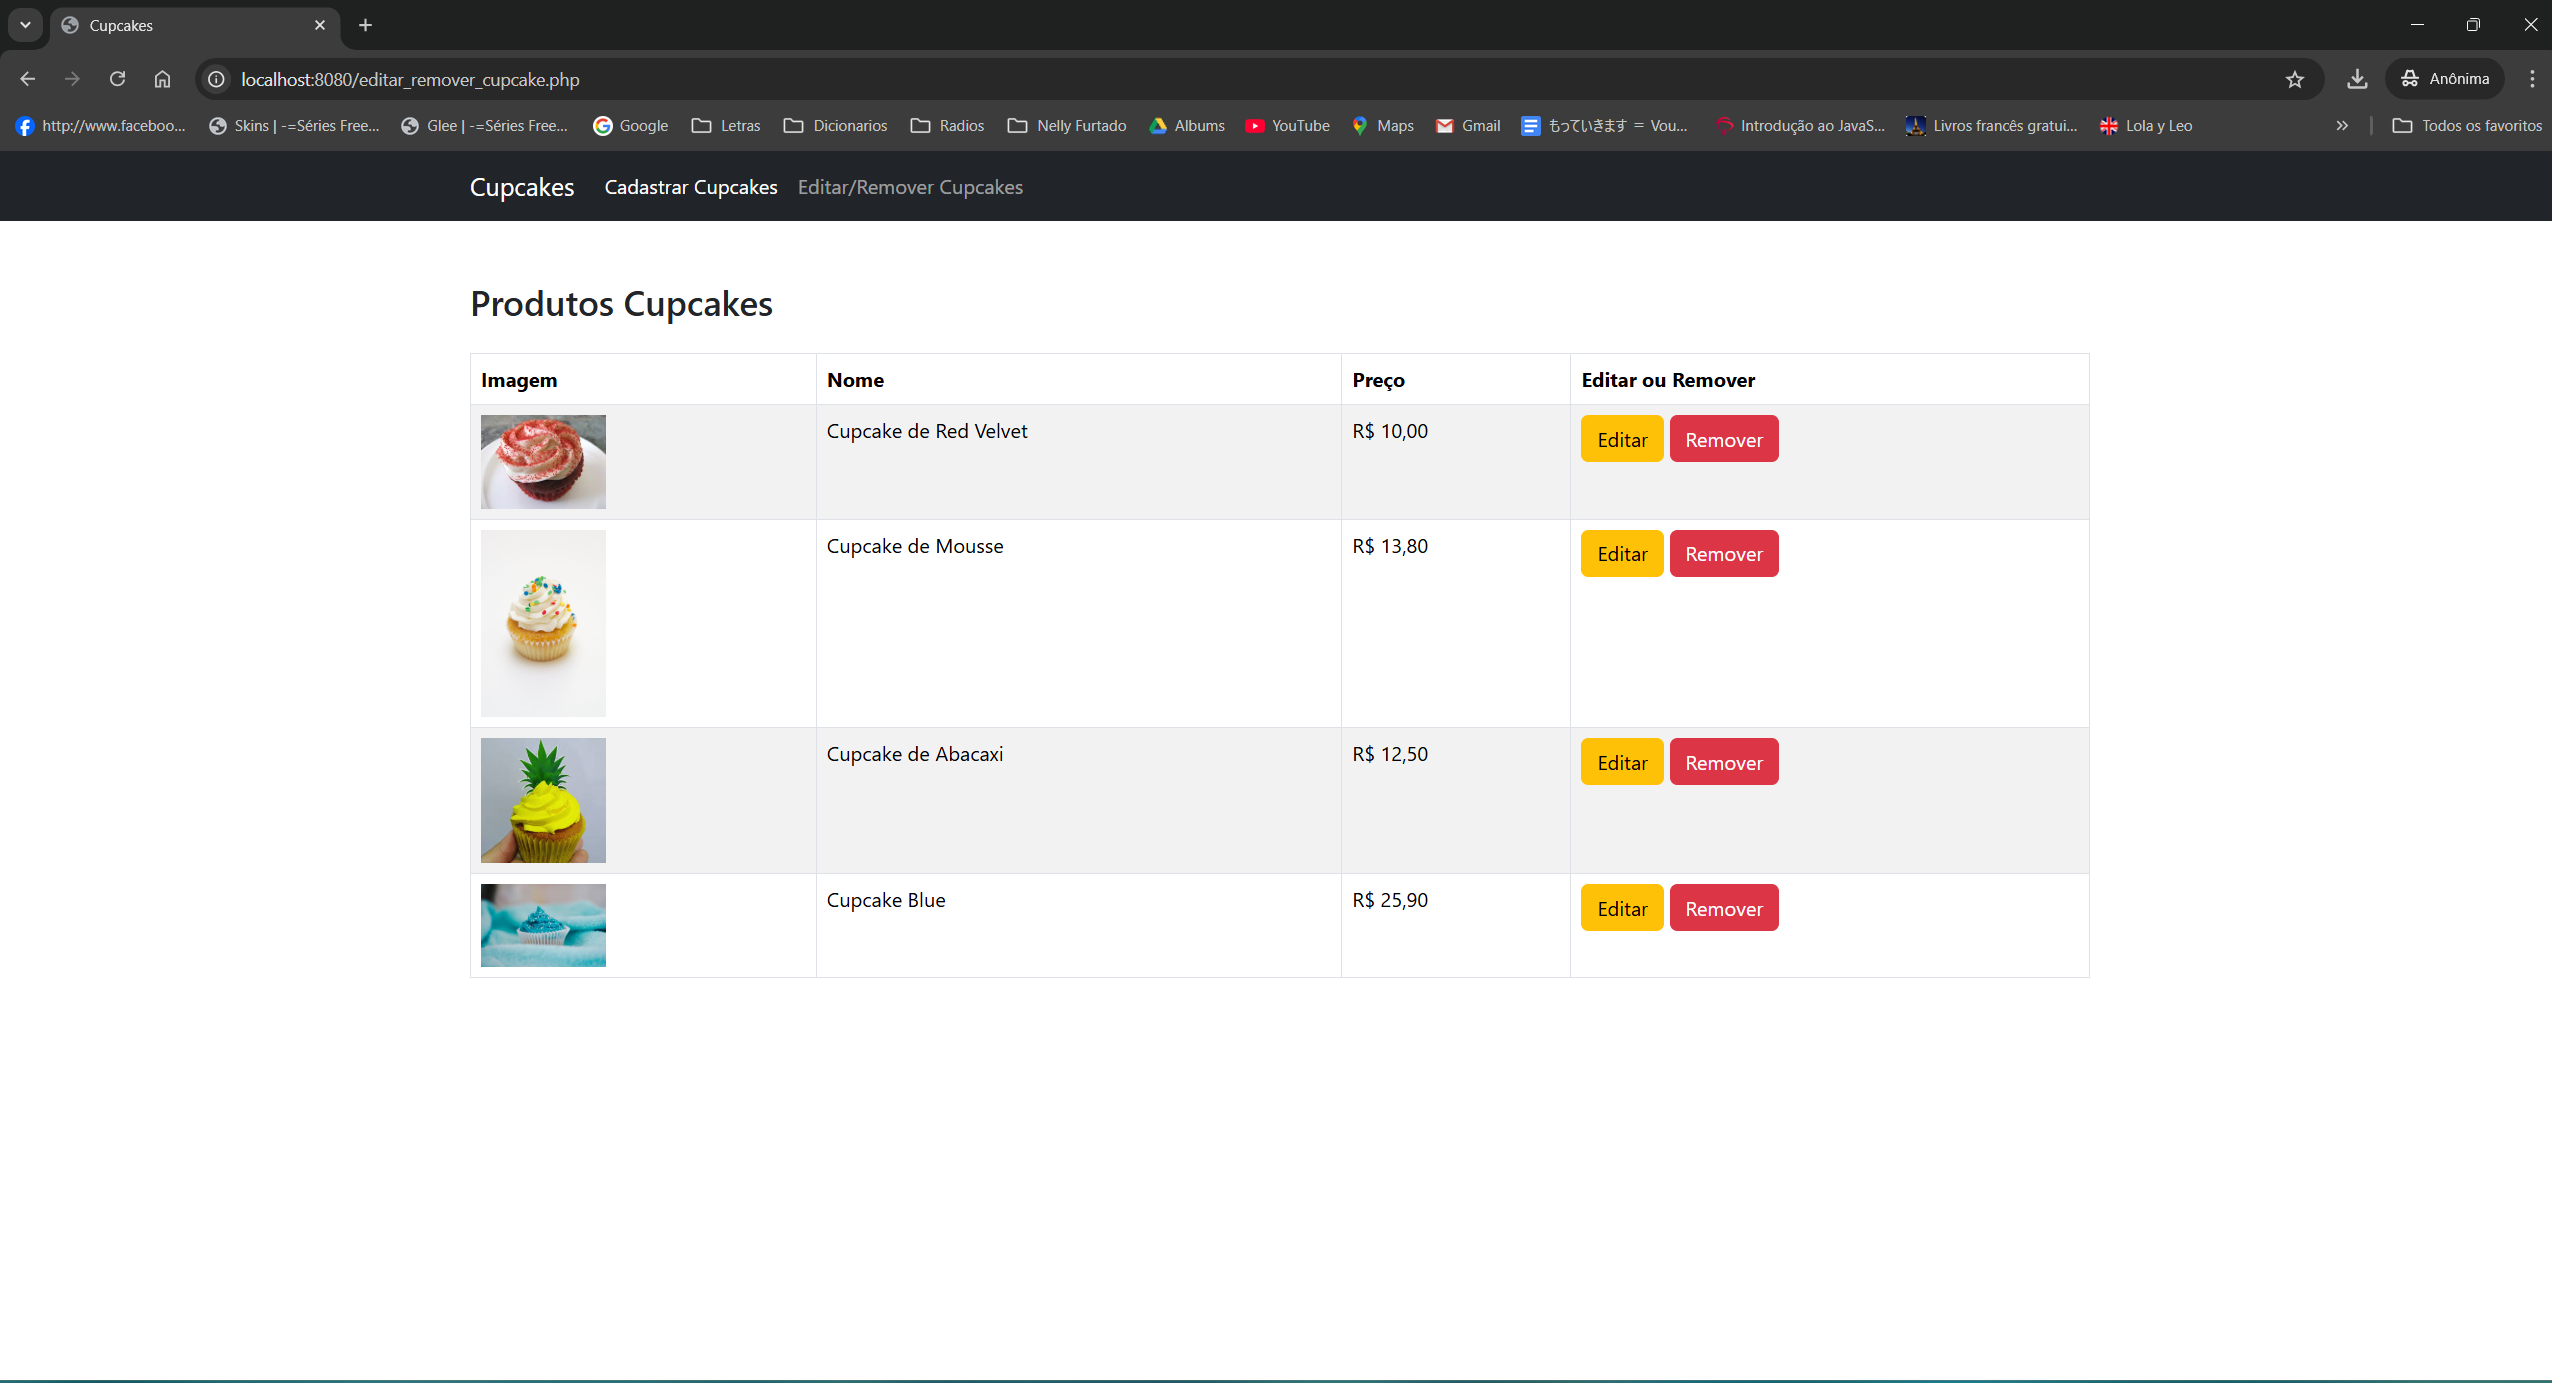 Cupcakes
localhost:8080/editar_remover_cupcake.php
Anônima
http://www.faceboo... Skins | -=Séries Free... Glee | -=Séries Free... Google Letras Dicionarios Radios Nelly Furtado Albums YouTube Maps Gmail もっていきます = Vou... Introdução ao JavaS... Livros francês gratui... Lola y Leo » Todos os favoritos
Cupcakes Cadastrar Cupcakes Editar/Remover Cupcakes
Produtos Cupcakes
Imagem Nome Preço Editar ou Remover
Cupcake de Red Velvet R$ 10,00 Editar Remover
Cupcake de Mousse R$ 13,80 Editar Remover
Cupcake de Abacaxi R$ 12,50 Editar Remover
Cupcake Blue R$ 25,90 Editar Remover